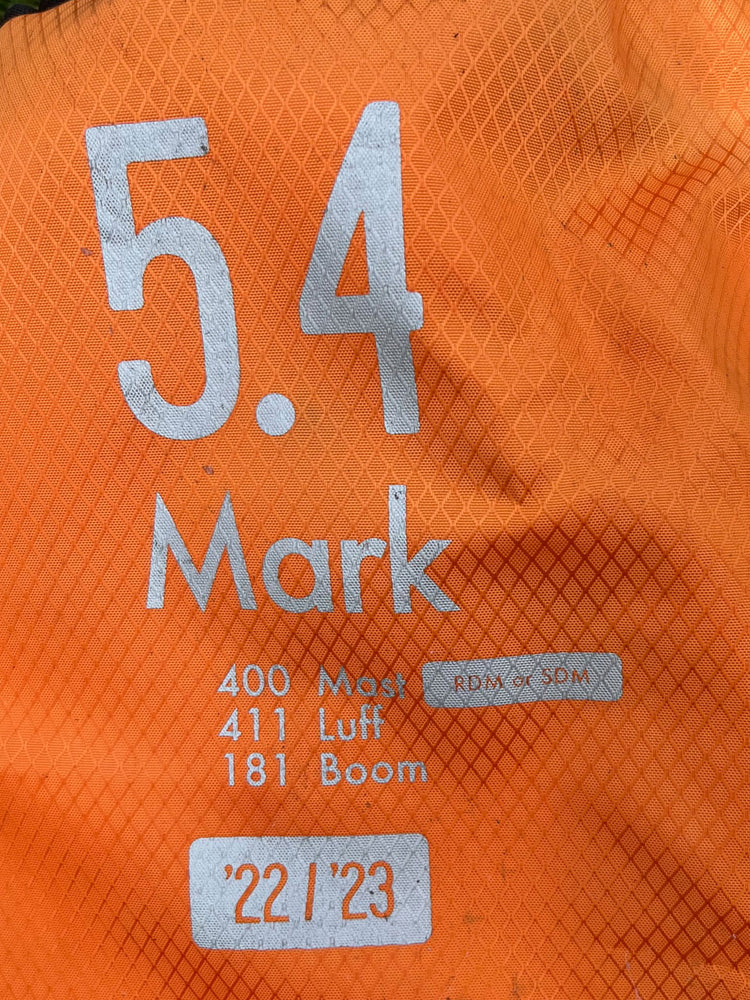 5.4
Mark
400 Mast RDM or SDM
411 Luff
181 Boom
'22 / '23